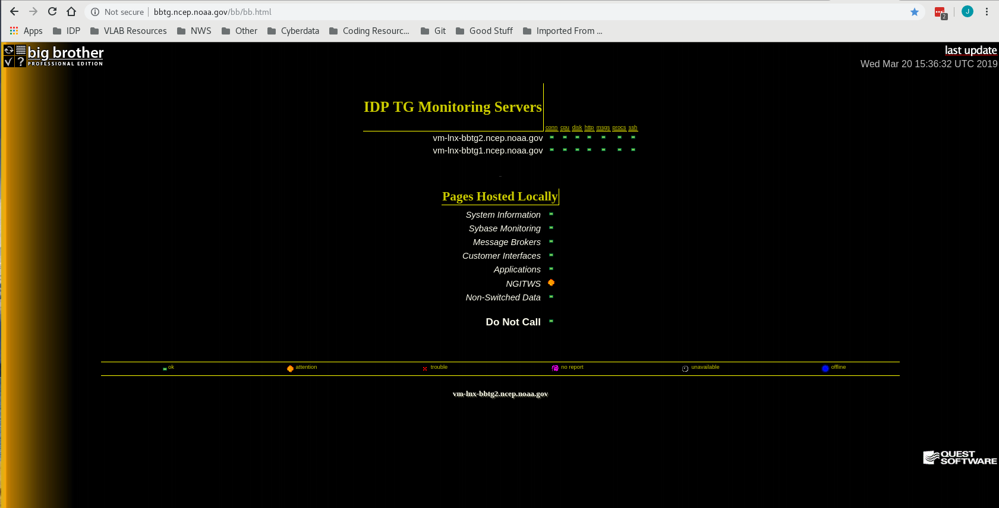 Not secure bbtg.ncep.noaa.gov/bb/bb.html
J
2
Apps IDP VLAB Resources NWS Other Cyberdata Coding Resourc... Git Good Stuff Imported From ...
big brother
PROFESSIONAL EDITION
?
last update
Wed Mar 20 15:36:32 UTC 2019
IDP TG Monitoring Servers
conn cpu disk http msgs procs ssh
vm-lnx-bbtg2.ncep.noaa.gov
vm-lnx-bbtg1.ncep.noaa.gov
Pages Hosted Locally
System Information
Sybase Monitoring
Message Brokers
Customer Interfaces
Applications
NGITWS
Non-Switched Data
Do Not Call
ok attention trouble no report unavailable offline
vm-lnx-bbtg2.ncep.noaa.gov
QUEST
SOFTWARE